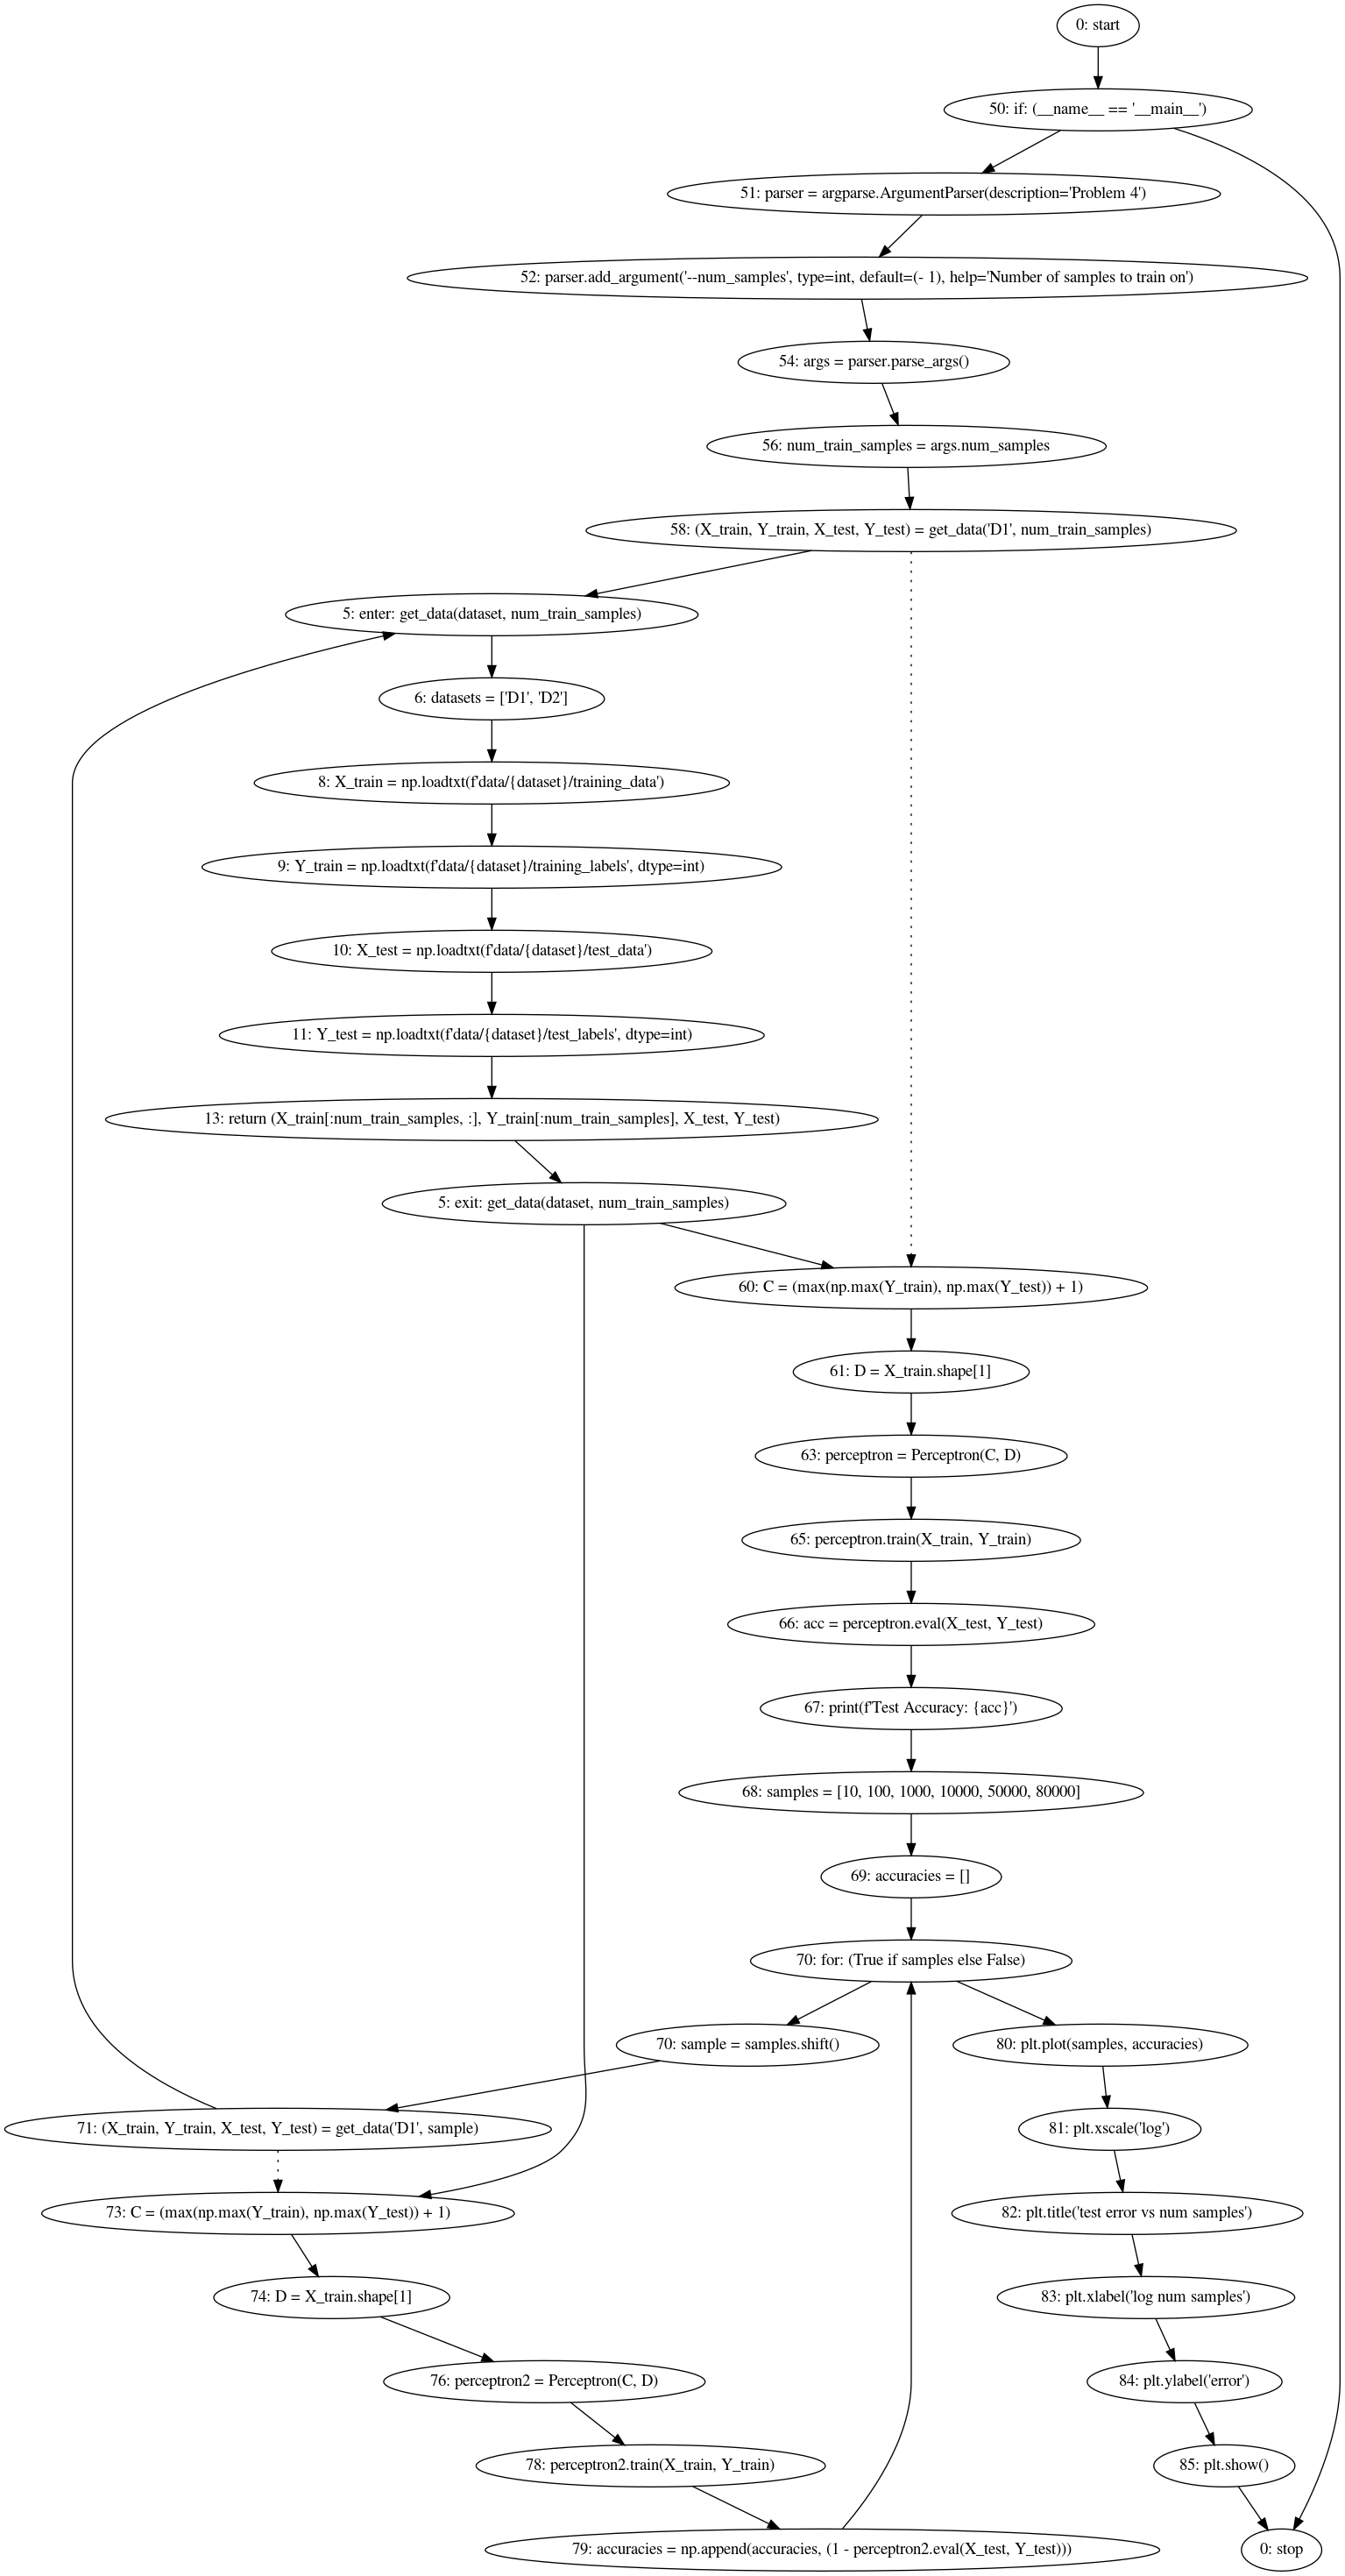 0: start
50: if: (__name__ == '__main__')
51: parser = argparse.ArgumentParser(description='Problem 4')
52: parser.add_argument('--num_samples', type=int, default=(- 1), help='Number of samples to train on')
54: args = parser.parse_args()
56: num_train_samples = args.num_samples
58: (X_train, Y_train, X_test, Y_test) = get_data('D1', num_train_samples)
5: enter: get_data(dataset, num_train_samples)
6: datasets = ['D1', 'D2']
8: X_train = np.loadtxt(f'data/{dataset}/training_data')
9: Y_train = np.loadtxt(f'data/{dataset}/training_labels', dtype=int)
10: X_test = np.loadtxt(f'data/{dataset}/test_data')
11: Y_test = np.loadtxt(f'data/{dataset}/test_labels', dtype=int)
13: return (X_train[:num_train_samples, :], Y_train[:num_train_samples], X_test, Y_test)
5: exit: get_data(dataset, num_train_samples)
60: C = (max(np.max(Y_train), np.max(Y_test)) + 1)
61: D = X_train.shape[1]
63: perceptron = Perceptron(C, D)
65: perceptron.train(X_train, Y_train)
66: acc = perceptron.eval(X_test, Y_test)
67: print(f'Test Accuracy: {acc}')
68: samples = [10, 100, 1000, 10000, 50000, 80000]
69: accuracies = []
70: for: (True if samples else False)
70: sample = samples.shift()
80: plt.plot(samples, accuracies)
71: (X_train, Y_train, X_test, Y_test) = get_data('D1', sample)
81: plt.xscale('log')
73: C = (max(np.max(Y_train), np.max(Y_test)) + 1)
82: plt.title('test error vs num samples')
74: D = X_train.shape[1]
83: plt.xlabel('log num samples')
76: perceptron2 = Perceptron(C, D)
84: plt.ylabel('error')
78: perceptron2.train(X_train, Y_train)
85: plt.show()
79: accuracies = np.append(accuracies, (1 - perceptron2.eval(X_test, Y_test)))
0: stop